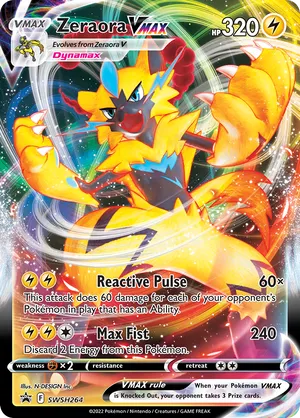 VMAX Zeraora VMAX HP 320
Evolves from Zeraora V
Dynamax
Reactive Pulse 60×
This attack does 60 damage for each of your opponent's
Pokémon in play that has an Ability.
Max Fist 240
Discard 2 Energy from this Pokémon.
weakness ×2 resistance retreat
Illus. N-DESIGN Inc.
F SWSH264
VMAX rule
When your Pokémon VMAX
is Knocked Out, your opponent takes 3 Prize cards.
©2022 Pokémon / Nintendo / Creatures / GAME FREAK